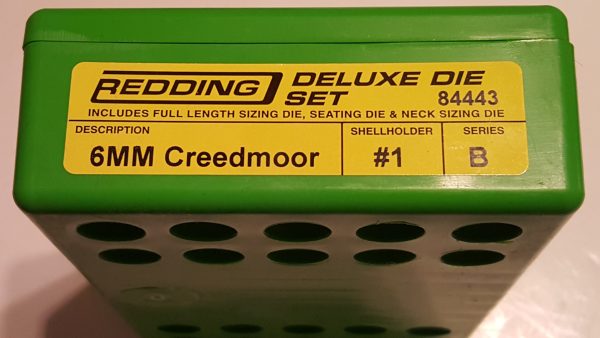 REDDING DELUXE DIE
SET 84443
INCLUDES FULL LENGTH SIZING DIE, SEATING DIE & NECK SIZING DIE
DESCRIPTION SHELLHOLDER SERIES
6MM Creedmoor #1 B